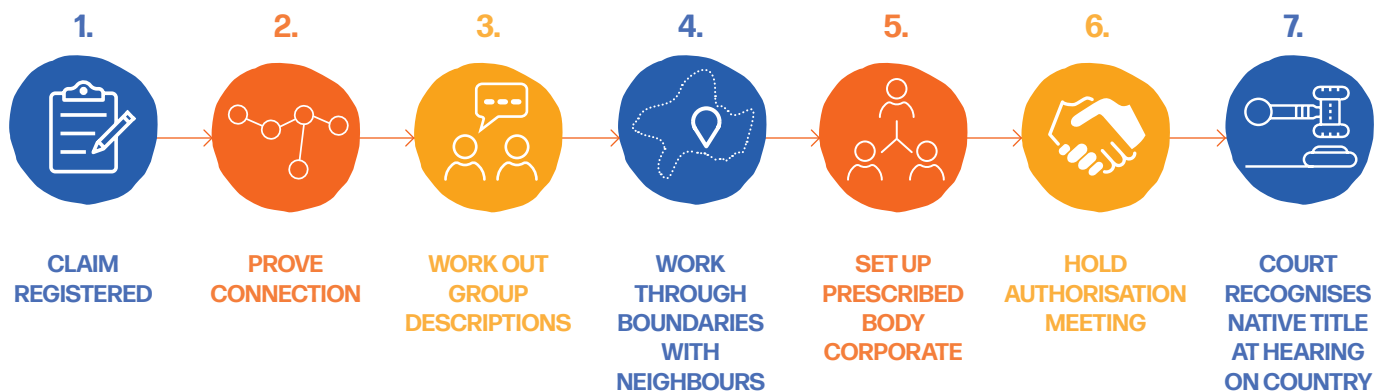 1.
CLAIM
REGISTERED
2.
PROVE
CONNECTION
3.
WORK OUT
GROUP
DESCRIPTIONS
4.
WORK
THROUGH
BOUNDARIES
WITH
NEIGHBOURS
5.
SET UP
PRESCRIBED
BODY
CORPORATE
6.
HOLD
AUTHORISATION
MEETING
7.
COURT
RECOGNISES
NATIVE TITLE
AT HEARING
ON COUNTRY